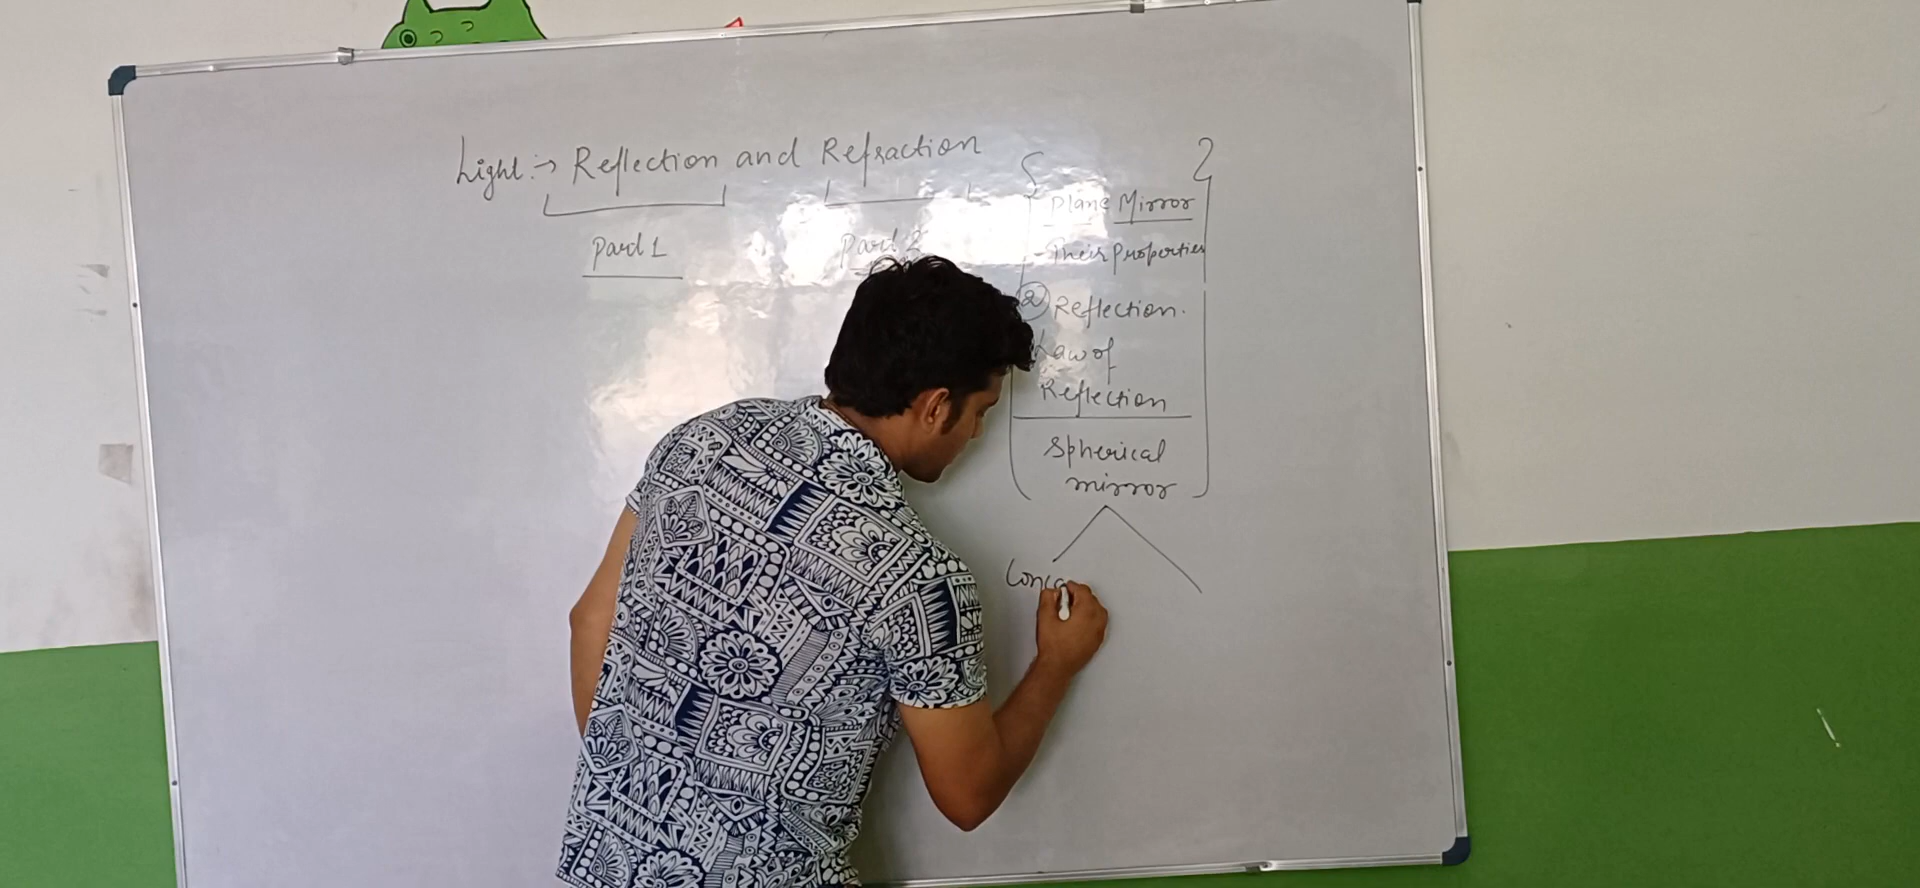 Light :→ Reflection and Refraction
Part 1
Part 2
Plane Mirror
Their Properties
② Reflection.
Law of
Reflection
Spherical
mirror
Conca